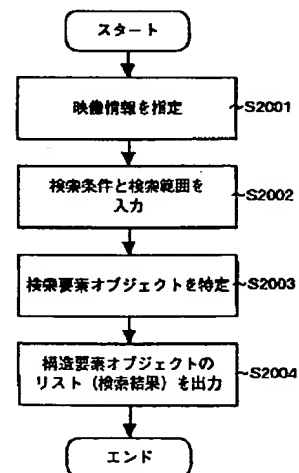 スタート
映像情報を指定
S2001
検索条件と検索範囲を
入力
S2002
検索要素オブジェクトを特定
S2003
構造要素オブジェクトの
リスト（検索結果）を出力
S2004
エンド